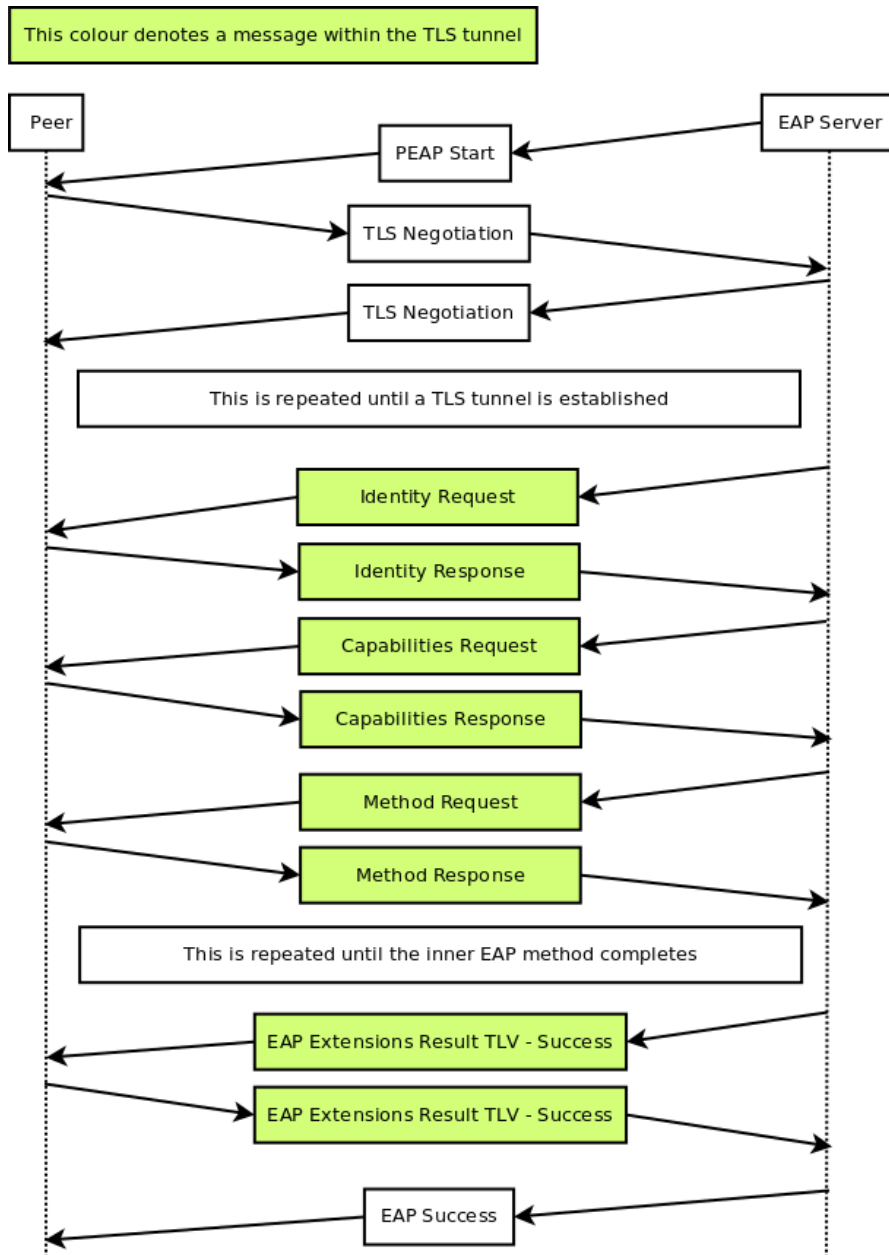 This colour denotes a message within the TLS tunnel
Peer
EAP Server
PEAP Start
TLS Negotiation
TLS Negotiation
This is repeated until a TLS tunnel is established
Identity Request
Identity Response
Capabilities Request
Capabilities Response
Method Request
Method Response
This is repeated until the inner EAP method completes
EAP Extensions Result TLV - Success
EAP Extensions Result TLV - Success
EAP Success